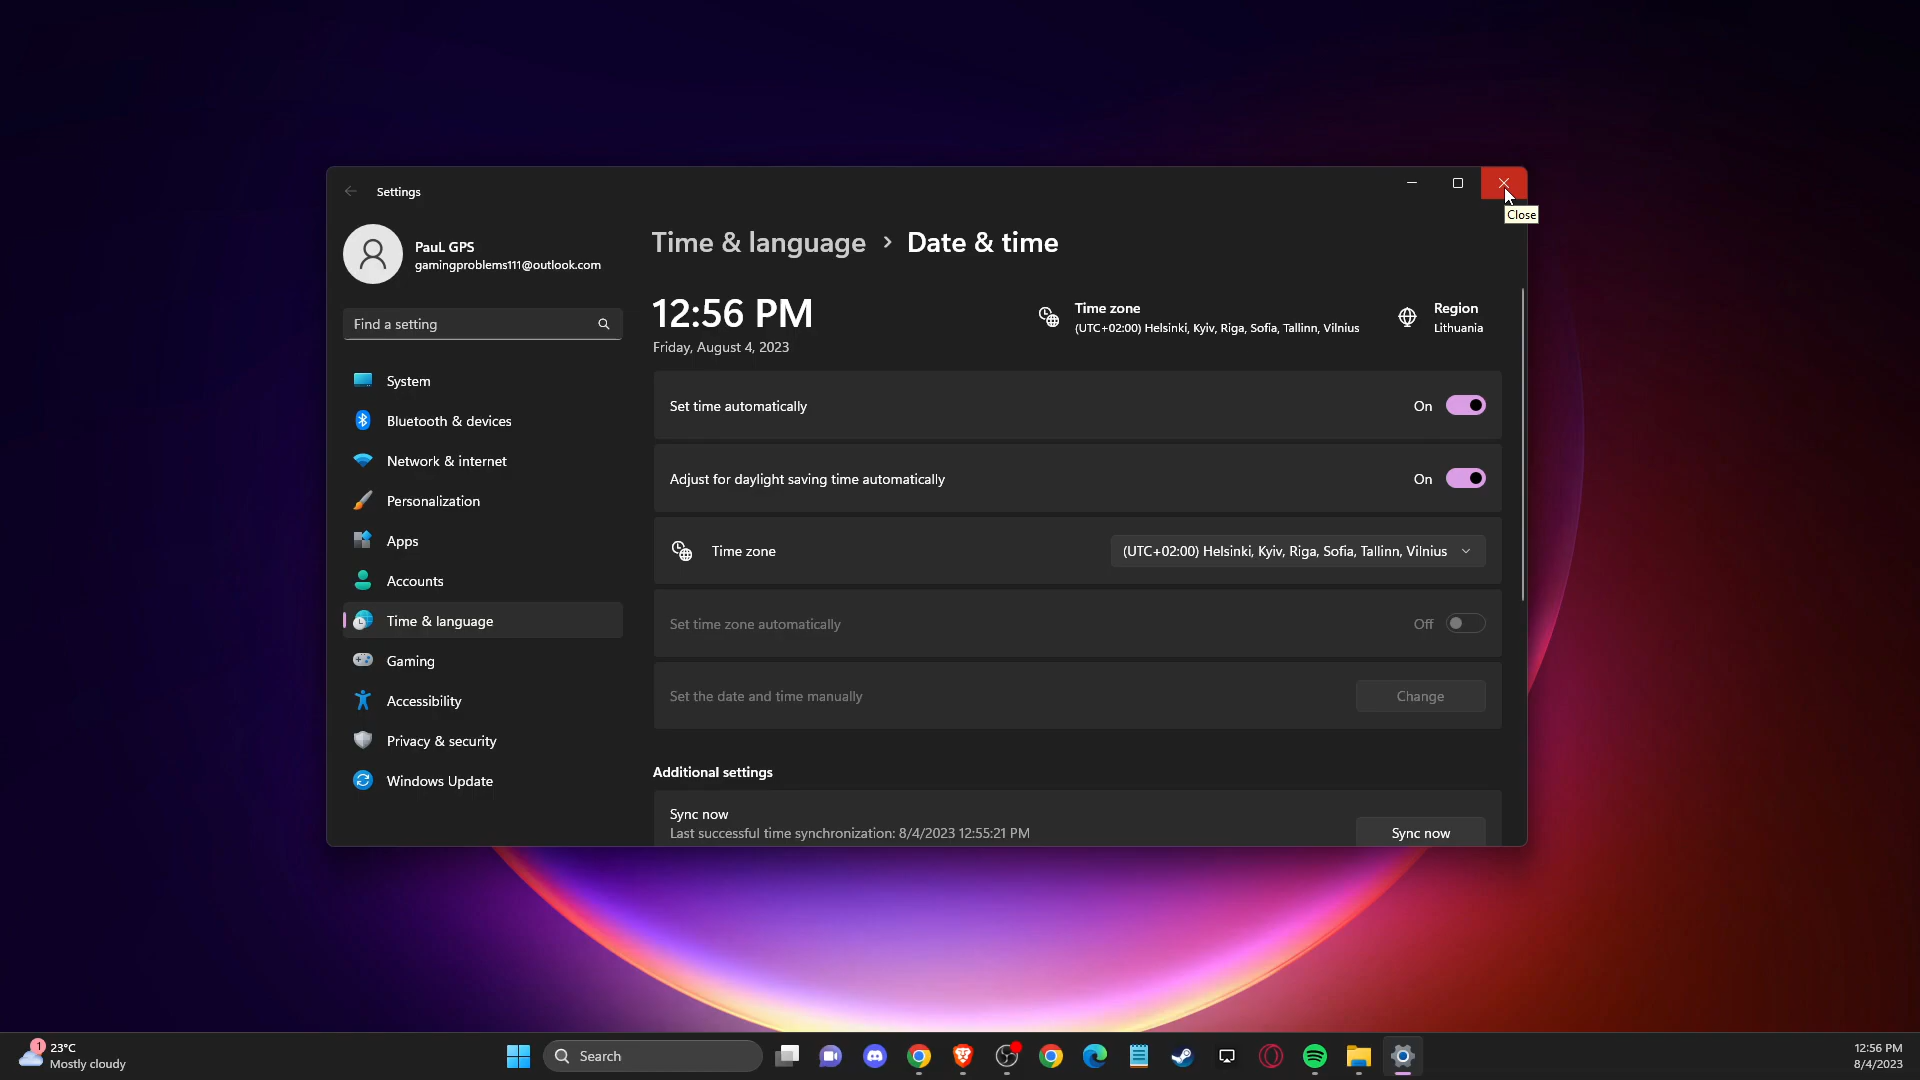 Settings
Close
PauL GPS
gamingproblems111@outlook.com
Find a setting
System
Bluetooth & devices
Network & internet
Personalization
Apps
Accounts
Time & language
Gaming
Accessibility
Privacy & security
Windows Update
Time & language > Date & time
12:56 PM
Friday, August 4, 2023
Time zone
(UTC+02:00) Helsinki, Kyiv, Riga, Sofia, Tallinn, Vilnius
Region
Lithuania
Set time automatically On
Adjust for daylight saving time automatically On
Time zone (UTC+02:00) Helsinki, Kyiv, Riga, Sofia, Tallinn, Vilnius
Set time zone automatically Off
Set the date and time manually Change
Additional settings
Sync now
Last successful time synchronization: 8/4/2023 12:55:21 PM
Sync now
1
23°C
Mostly cloudy
Search
12:56 PM
8/4/2023